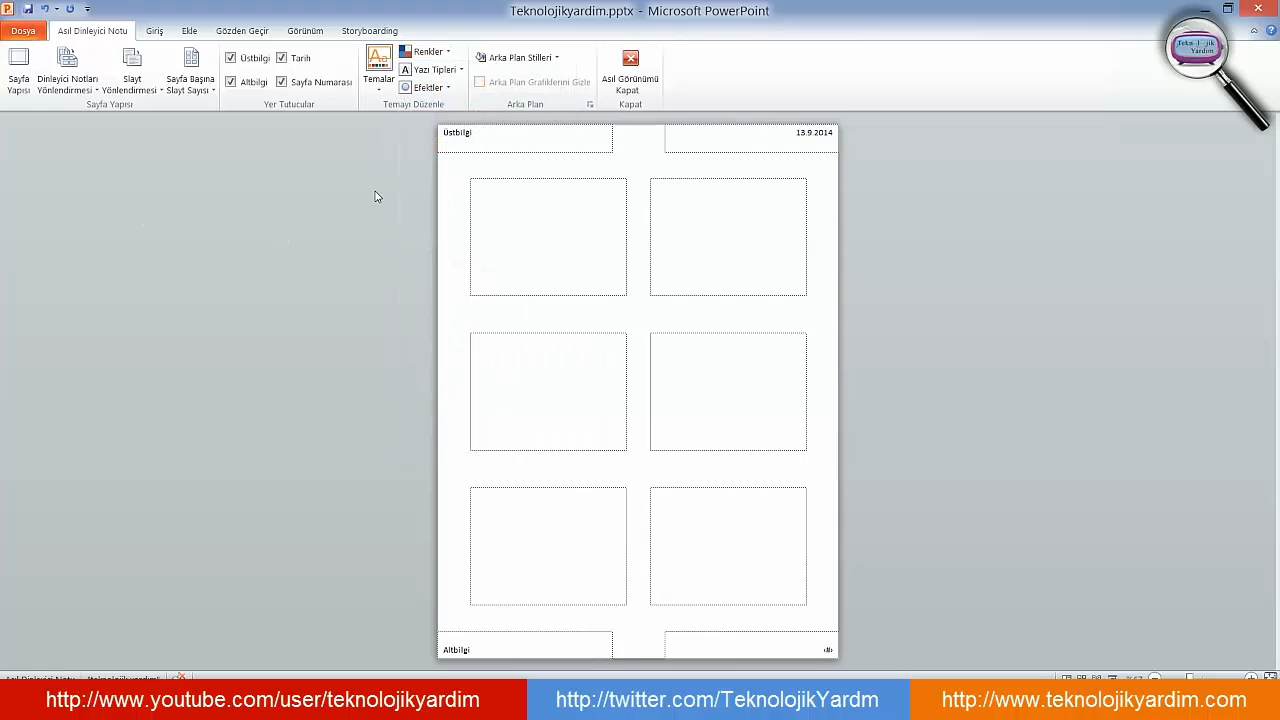 Teknolojikyardim.pptx - Microsoft PowerPoint
Dosya Asıl Dinleyici Notu Giriş Ekle Gözden Geçir Görünüm Storyboarding
Sayfa Yapısı
Dinleyici Notları Yönlendirmesi
Slayt Yönlendirmesi
Sayfa Başına Slayt Sayısı
Sayfa Yapısı
Üstbilgi Tarih
Altbilgi Sayfa Numarası
Yer Tutucular
Temalar
Renkler
Yazı Tipleri
Efektler
Temayı Düzenle
Arka Plan Stilleri
Arka Plan Grafiklerini Gizle
Arka Plan
Asıl Görünümü Kapat
Kapat
Yardım
Üstbilgi 13.9.2014
Altbilgi ‹#›
http://www.youtube.com/user/teknolojikyardim http://twitter.com/TeknolojikYardm http://www.teknolojikyardim.com